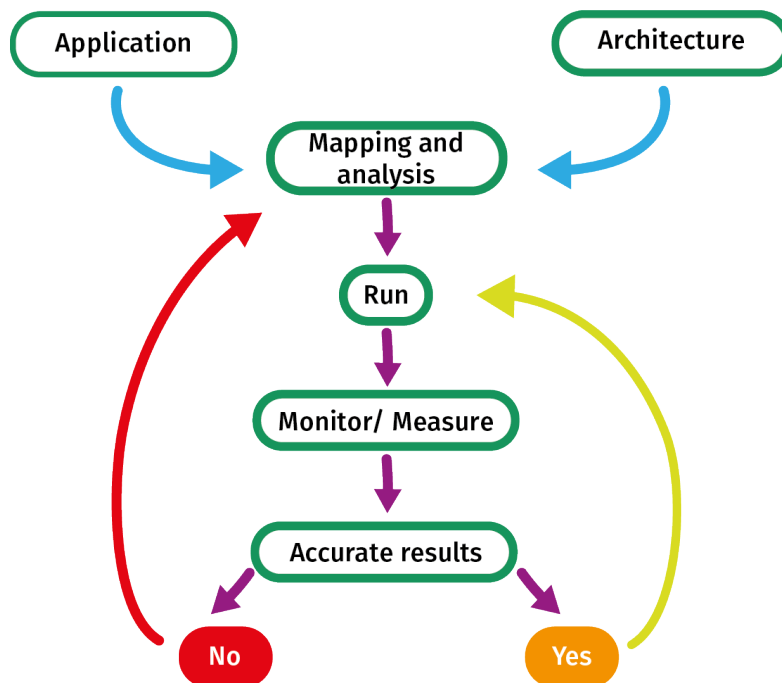 Application
Architecture
Mapping and
analysis
Run
Monitor/ Measure
Accurate results
No
Yes